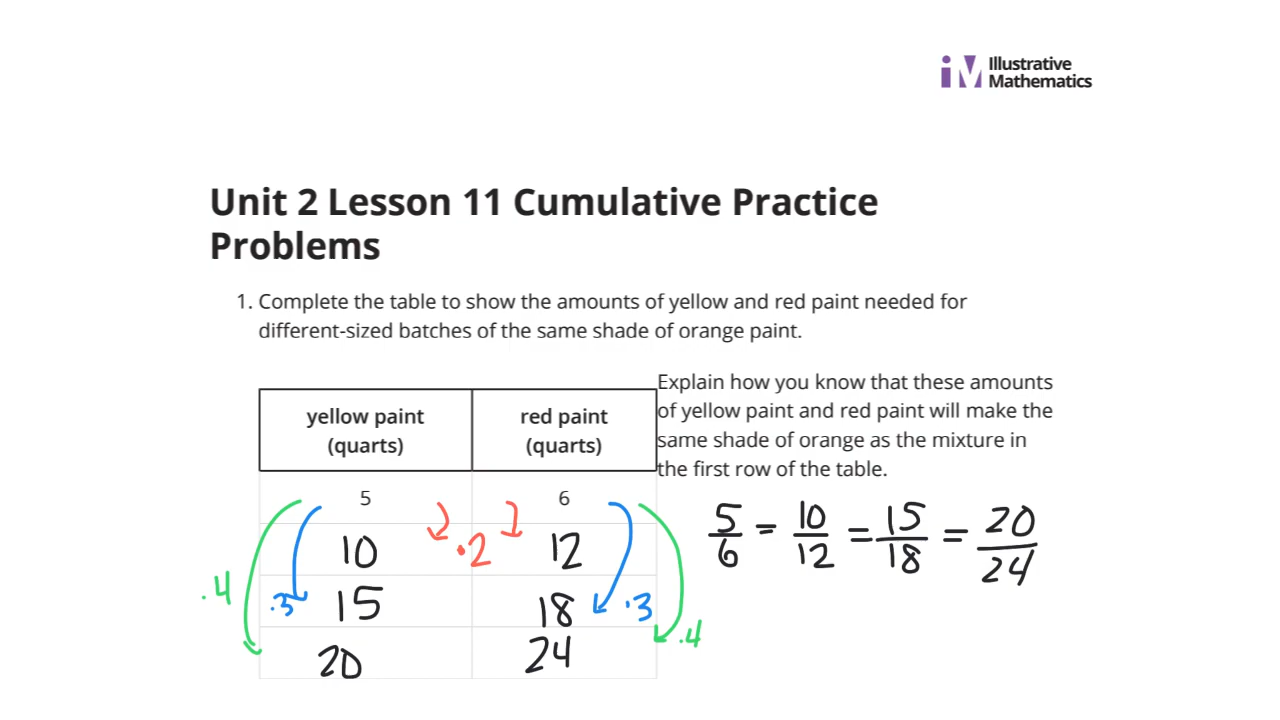 Illustrative
Mathematics
Unit 2 Lesson 11 Cumulative Practice
Problems
1. Complete the table to show the amounts of yellow and red paint needed for
different-sized batches of the same shade of orange paint.
yellow paint
(quarts)
red paint
(quarts)
5 6
10 ·2 12
·4 ·3 15 18 ·3
20 24 ·4
Explain how you know that these amounts
of yellow paint and red paint will make the
same shade of orange as the mixture in
the first row of the table.
5/6 = 10/12 = 15/18 = 20/24